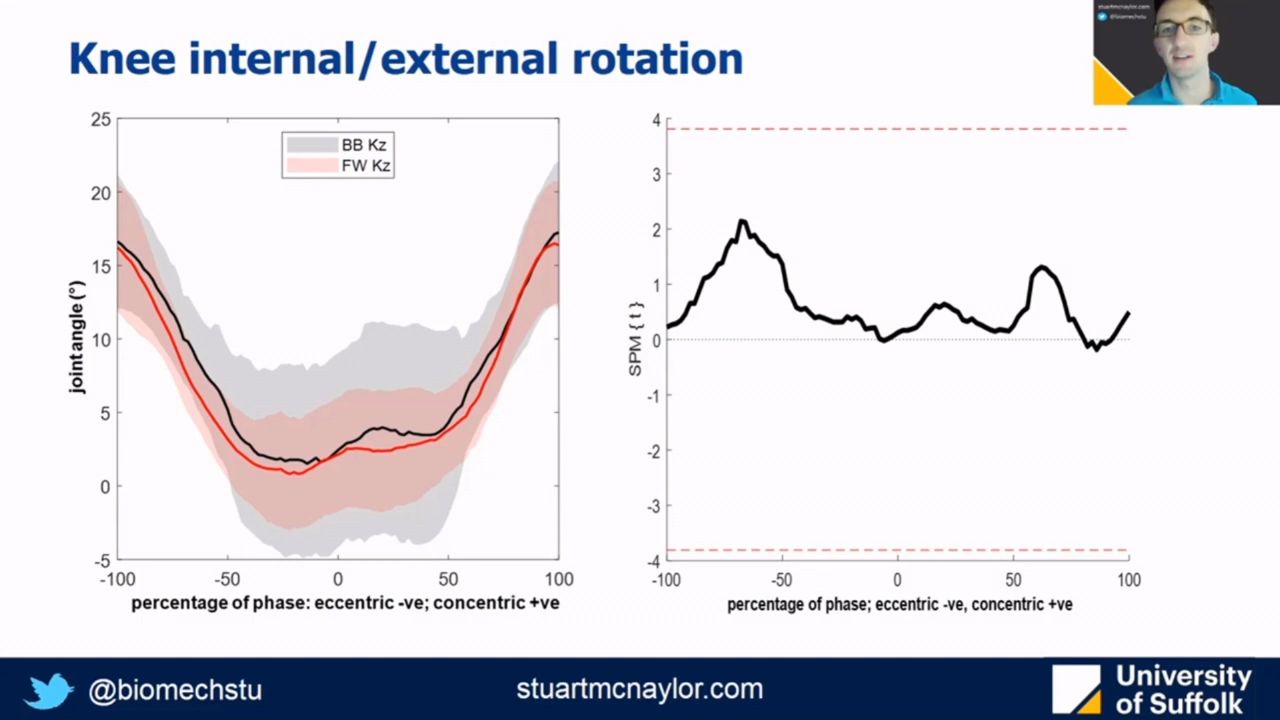 stuartmcnaylor.com
@biomechstu
Knee internal/external rotation
25
20
15
10
5
0
-5
joint angle (°)
BB Kz
FW Kz
-100
-50
0
50
100
percentage of phase: eccentric -ve; concentric +ve
4
3
2
1
0
-1
-2
-3
-4
SPM { t }
-100
-50
0
50
100
percentage of phase; eccentric -ve, concentric +ve
@biomechstu
stuartmcnaylor.com
University
of Suffolk